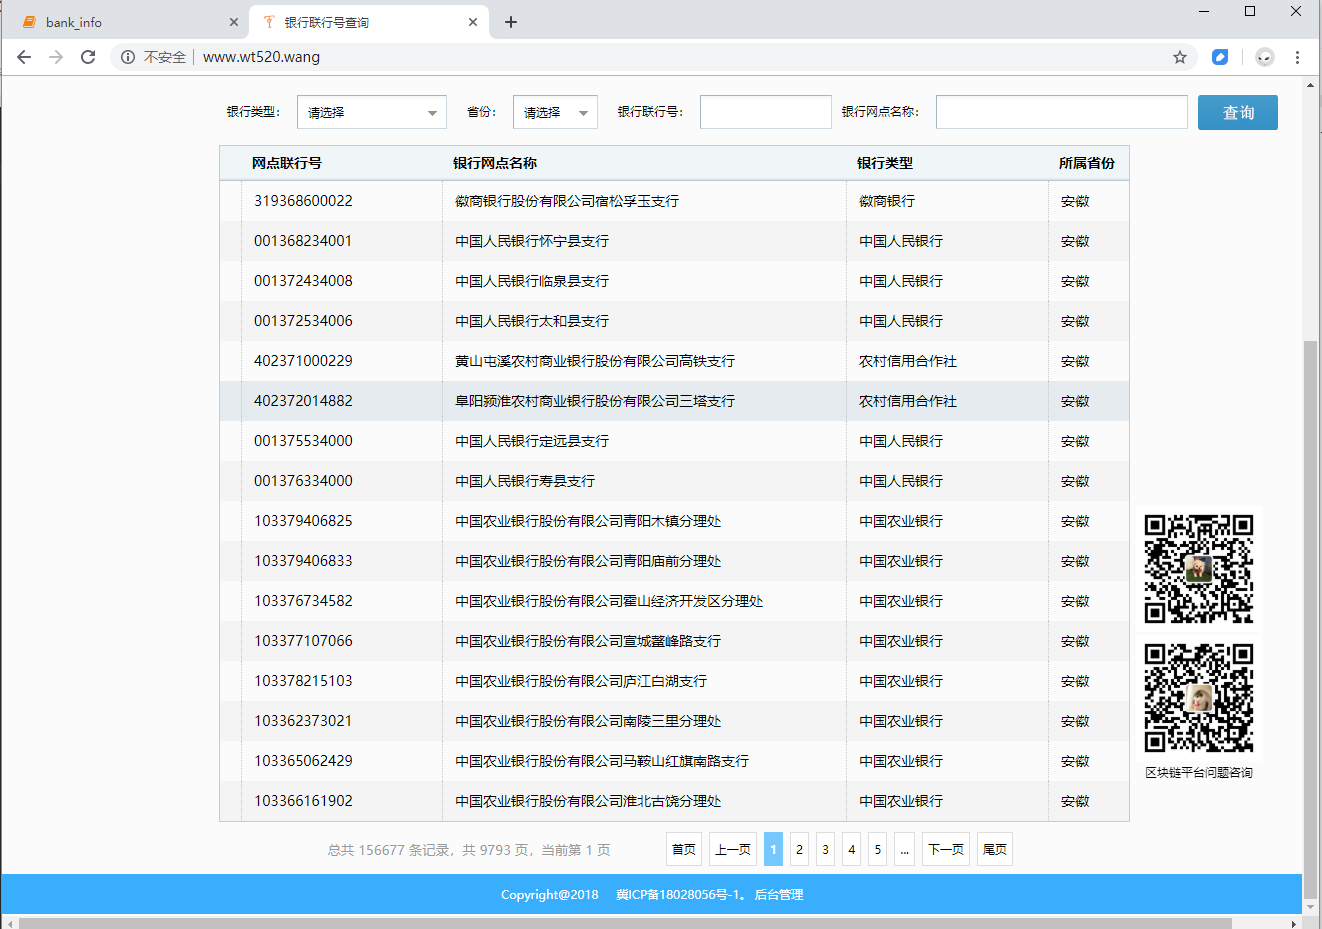 bank_info
银行联行号查询
不安全 www.wt520.wang
银行类型： 请选择 省份： 请选择 银行联行号： 银行网点名称： 查询
网点联行号 银行网点名称 银行类型 所属省份
319368600022 徽商银行股份有限公司宿松孚玉支行 徽商银行 安徽
001368234001 中国人民银行怀宁县支行 中国人民银行 安徽
001372434008 中国人民银行临泉县支行 中国人民银行 安徽
001372534006 中国人民银行太和县支行 中国人民银行 安徽
402371000229 黄山屯溪农村商业银行股份有限公司高铁支行 农村信用合作社 安徽
402372014882 阜阳颍淮农村商业银行股份有限公司三塔支行 农村信用合作社 安徽
001375534000 中国人民银行定远县支行 中国人民银行 安徽
001376334000 中国人民银行寿县支行 中国人民银行 安徽
103379406825 中国农业银行股份有限公司青阳木镇分理处 中国农业银行 安徽
103379406833 中国农业银行股份有限公司青阳庙前分理处 中国农业银行 安徽
103376734582 中国农业银行股份有限公司霍山经济开发区分理处 中国农业银行 安徽
103377107066 中国农业银行股份有限公司宣城鳌峰路支行 中国农业银行 安徽
103378215103 中国农业银行股份有限公司庐江白湖支行 中国农业银行 安徽
103362373021 中国农业银行股份有限公司南陵三里分理处 中国农业银行 安徽
103365062429 中国农业银行股份有限公司马鞍山红旗南路支行 中国农业银行 安徽
103366161902 中国农业银行股份有限公司淮北古饶分理处 中国农业银行 安徽
区块链平台问题咨询
总共 156677 条记录，共 9793 页，当前第 1 页 首页 上一页 1 2 3 4 5 ... 下一页 尾页
Copyright@2018 冀ICP备18028056号-1。 后台管理